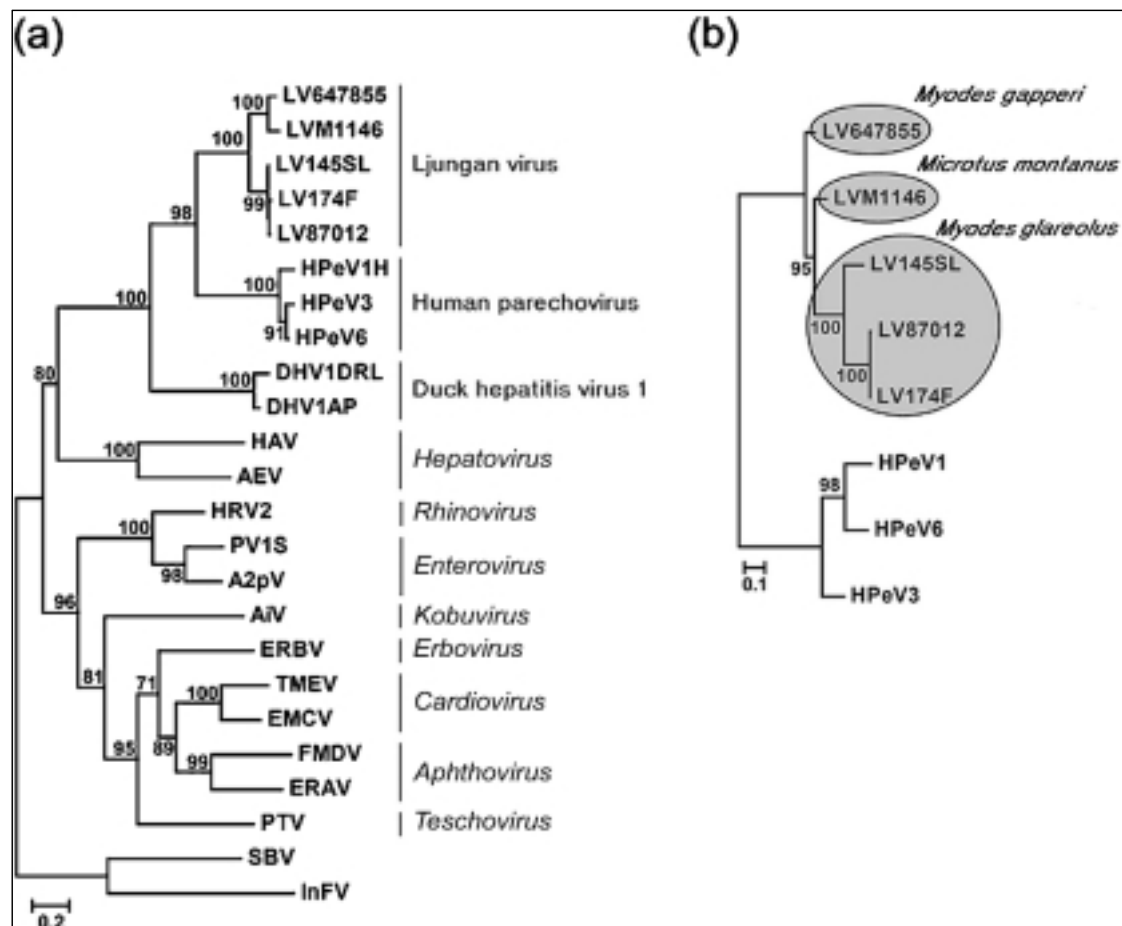 (a)
100
LV647855
LVM1146
100
LV145SL
LV174F
99
LV87012
Ljungan virus
98
100
HPeV1H
HPeV3
91
HPeV6
Human parechovirus
100
100
DHV1DRL
DHV1AP
Duck hepatitis virus 1
80
100
HAV
AEV
Hepatovirus
HRV2
Rhinovirus
100
PV1S
98
A2pV
Enterovirus
96
AiV
Kobuvirus
ERBV
Erbovirus
81
71
100
TMEV
EMCV
Cardiovirus
95
89
99
FMDV
ERAV
Aphthovirus
PTV
Teschovirus
SBV
InFV
0.2
(b)
Myodes gapperi
LV647855
Microtus montanus
LVM1146
Myodes glareolus
95
LV145SL
100
LV87012
100
LV174F
HPeV1
98
HPeV6
HPeV3
0.1